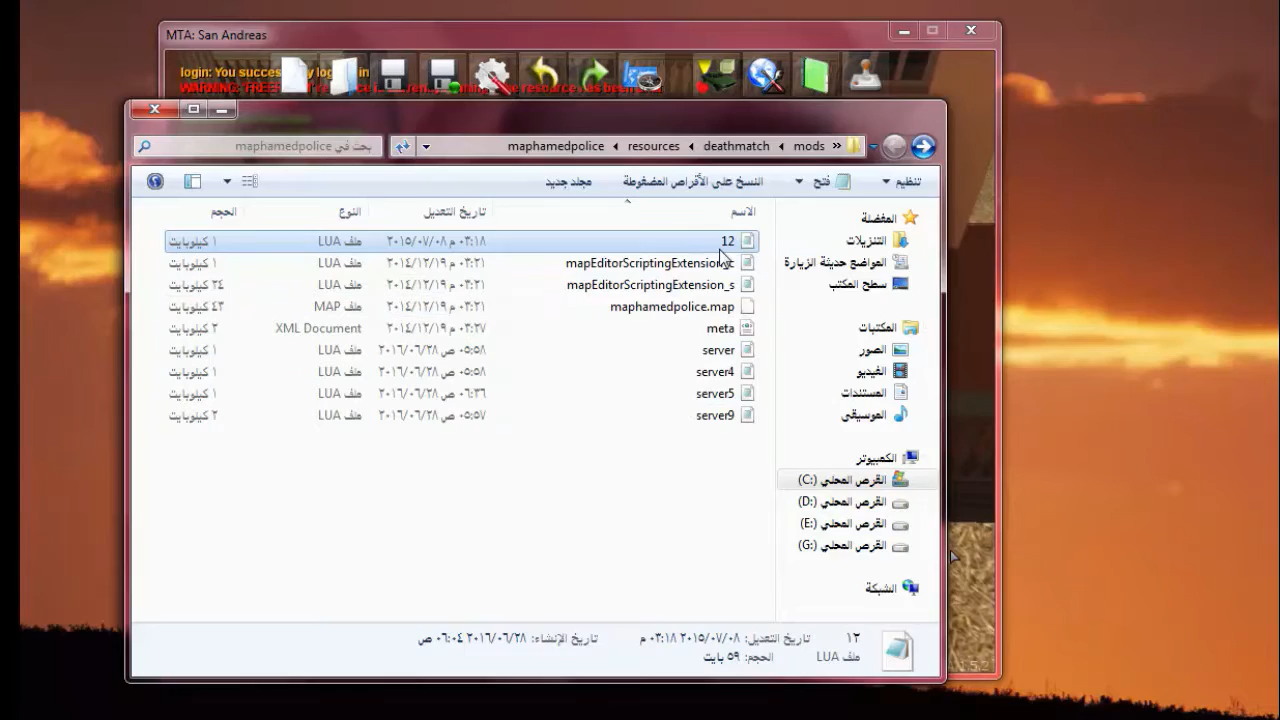 MTA: San Andreas
login: You succes
in
mods
deathmatch
resources
maphamedpolice
بحث في maphamedpolice
تنظيم
فتح
النسخ على الأقراص المضغوطة
مجلد جديد
الاسم
تاريخ التعديل
النوع
الحجم
12
٠٣:١٨ م ٢٠١٥/٠٧/٠٨
ملف LUA
١ كيلوبايت
mapEditorScriptingExtension_c
٠٣:٢١ م ٢٠١٤/١٢/١٩
ملف LUA
١ كيلوبايت
mapEditorScriptingExtension_s
٠٣:٢١ م ٢٠١٤/١٢/١٩
ملف LUA
٢٤ كيلوبايت
maphamedpolice.map
٠٣:٢١ م ٢٠١٤/١٢/١٩
ملف MAP
٤٣ كيلوبايت
meta
٠٣:٢٧ م ٢٠١٤/١٢/١٩
XML Document
٢ كيلوبايت
server
٠٥:٥٨ ص ٢٠١٦/٠٦/٢٨
ملف LUA
١ كيلوبايت
server4
٠٥:٥٨ ص ٢٠١٦/٠٦/٢٨
ملف LUA
١ كيلوبايت
server5
٠٦:٣٦ ص ٢٠١٦/٠٦/٢٨
ملف LUA
١ كيلوبايت
server9
٠٥:٥٧ ص ٢٠١٦/٠٦/٢٨
ملف LUA
٢ كيلوبايت
المفضلة
التنزيلات
المواضع حديثة الزيارة
سطح المكتب
المكتبات
الصور
الفيديو
المستندات
الموسيقى
الكمبيوتر
القرص المحلي (C:)
القرص المحلي (D:)
القرص المحلي (E:)
القرص المحلي (G:)
الشبكة
١٢
تاريخ التعديل: ٢٠١٥/٠٧/٠٨ ٠٣:١٨ م
تاريخ الإنشاء: ٢٠١٦/٠٦/٢٨ ٠٦:٠٤ ص
ملف LUA
الحجم: ٥٩ بايت